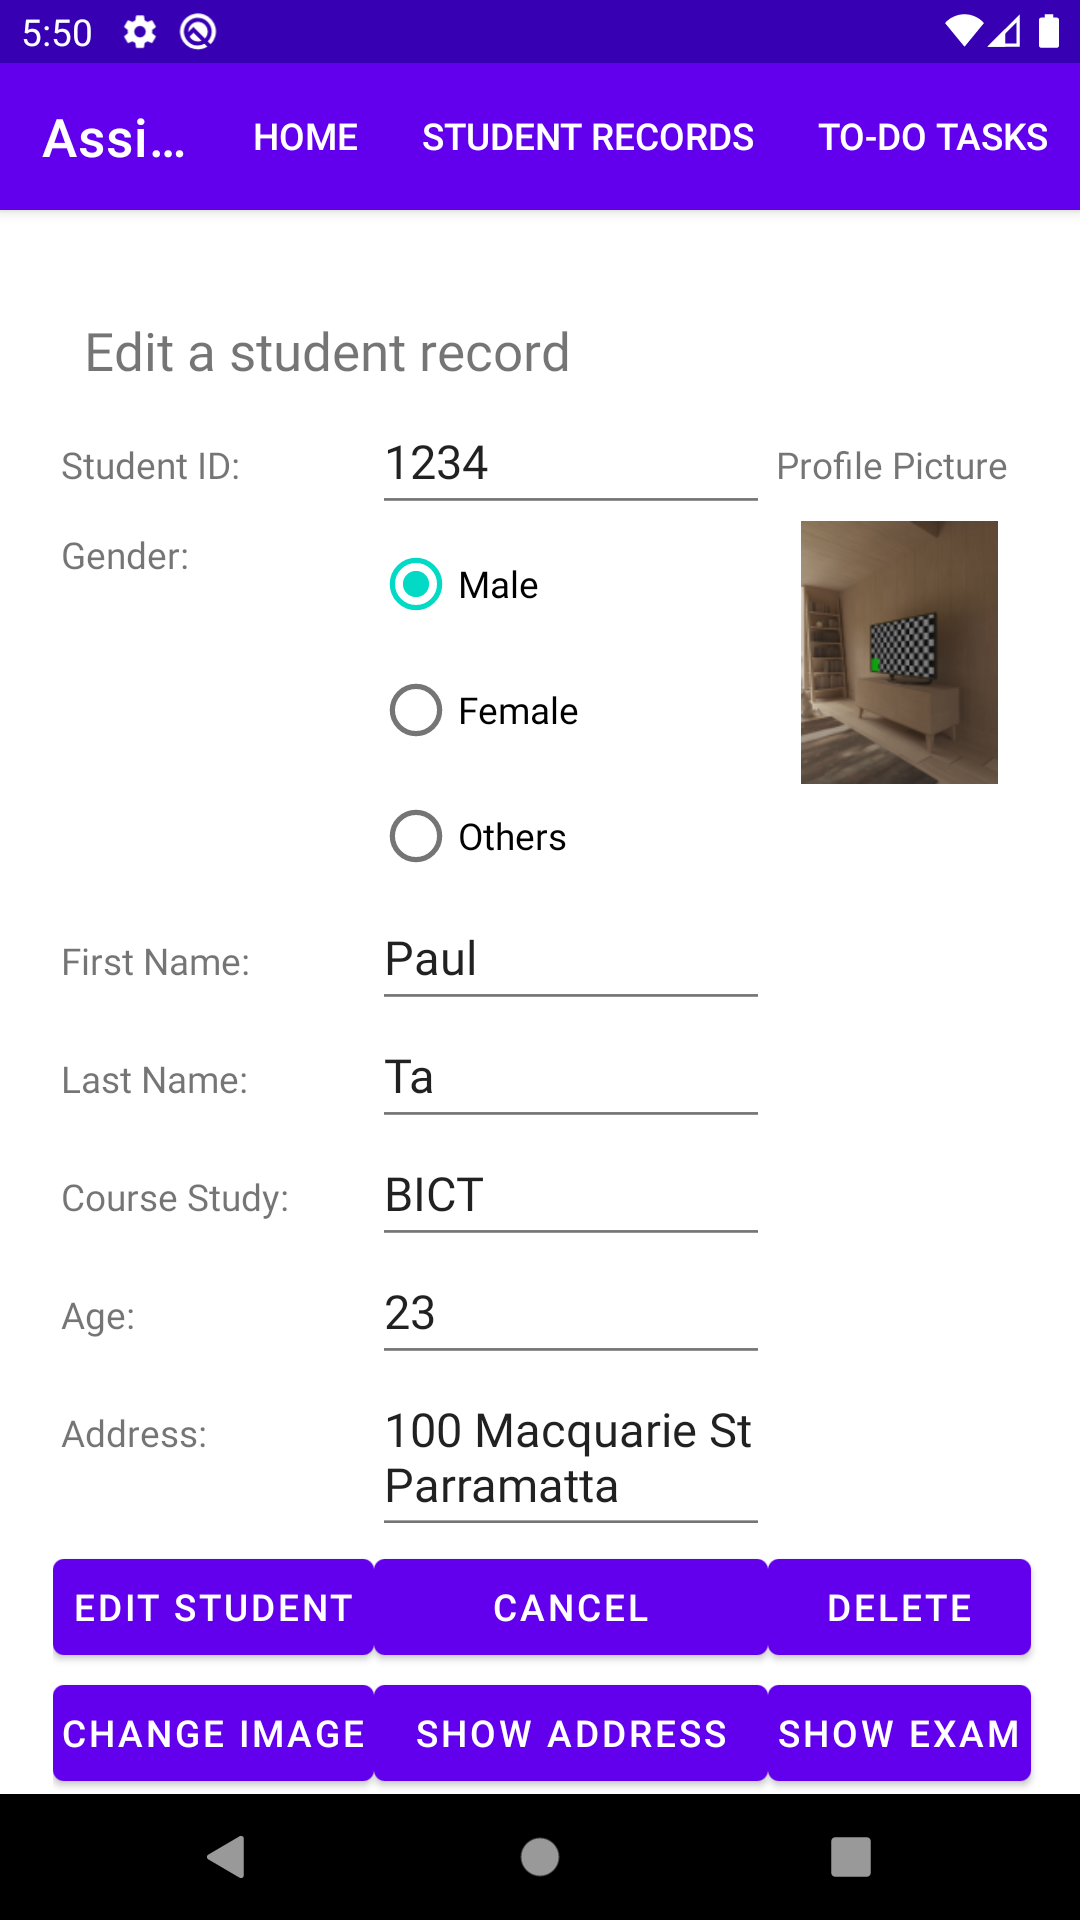 5:50
Assi... HOME STUDENT RECORDS TO-DO TASKS
Edit a student record
Student ID: 1234 Profile Picture
Gender: Male
Female
Others
First Name: Paul
Last Name: Ta
Course Study: BICT
Age: 23
Address: 100 Macquarie St
Parramatta
EDIT STUDENT CANCEL DELETE
CHANGE IMAGE SHOW ADDRESS SHOW EXAM